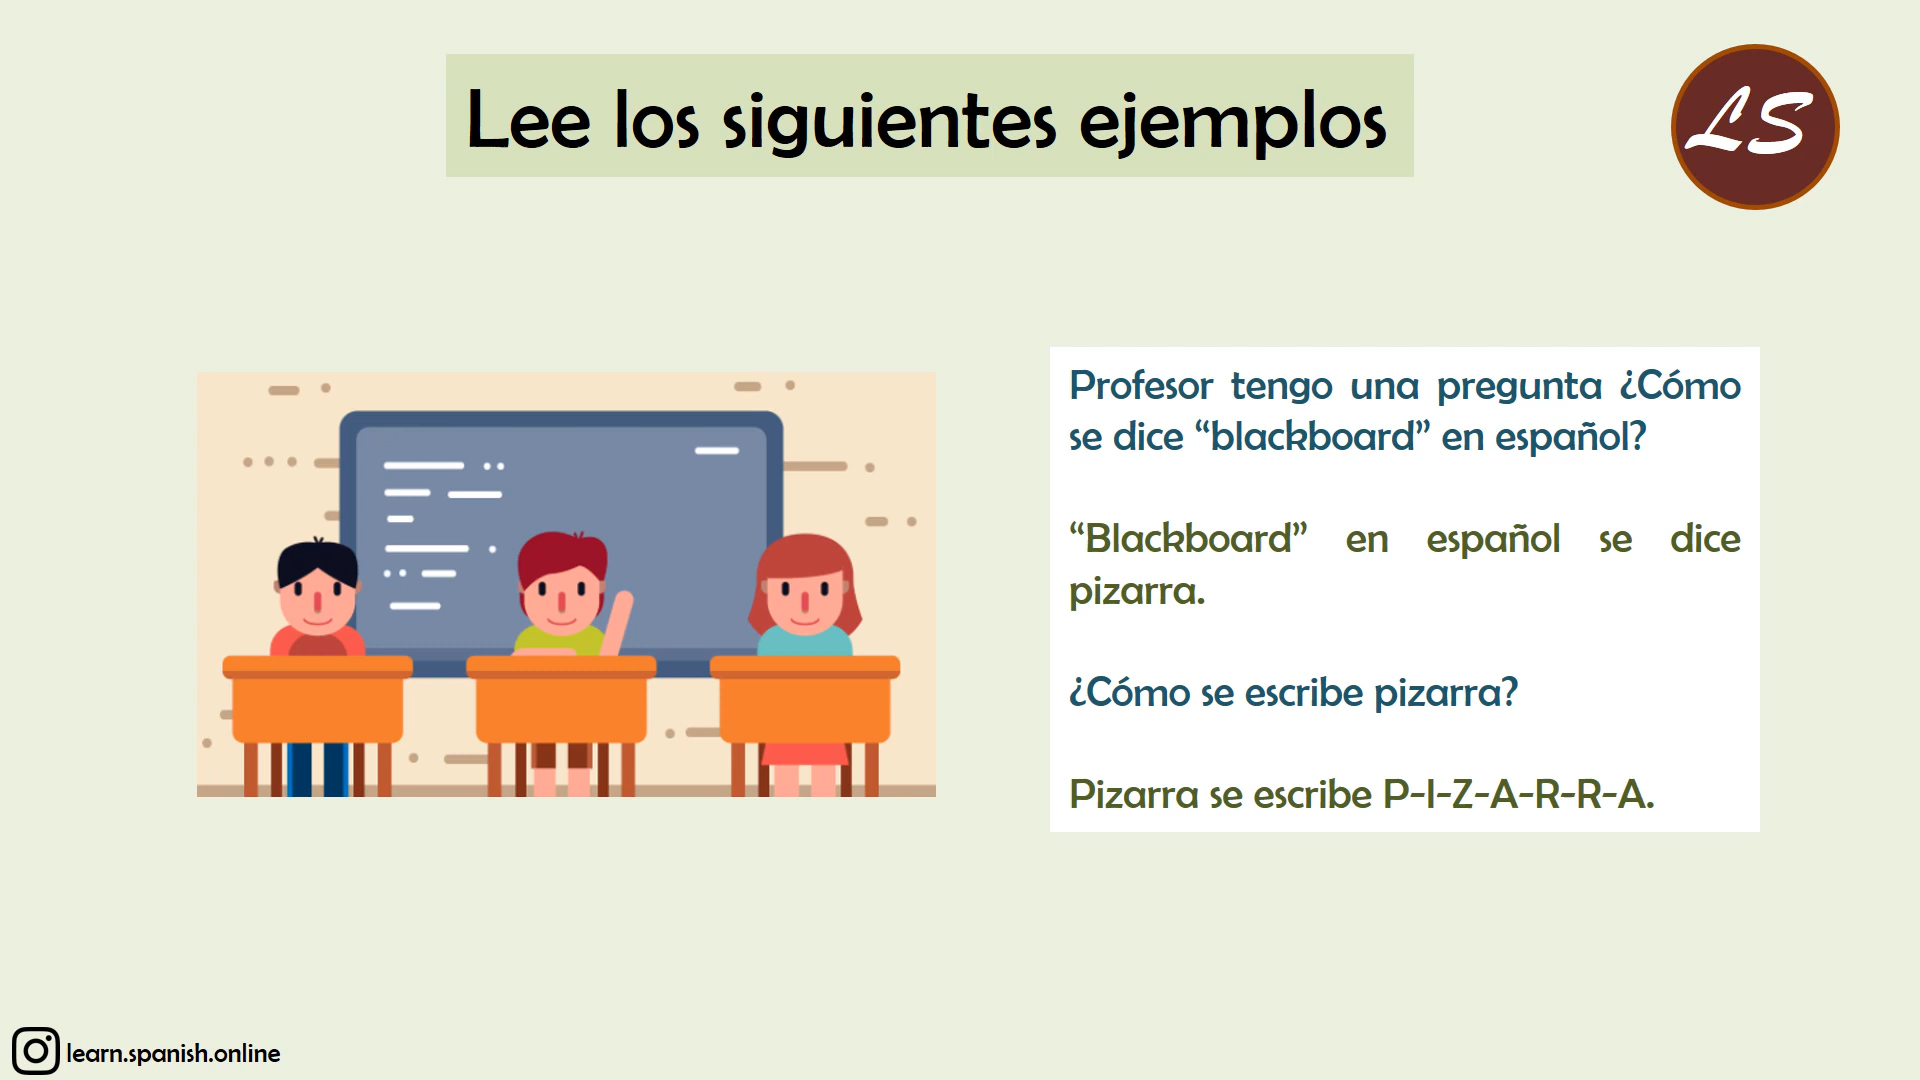 Lee los siguientes ejemplos
LS
Profesor tengo una pregunta ¿Cómo
se dice “blackboard” en español?
“Blackboard” en español se dice
pizarra.
¿Cómo se escribe pizarra?
Pizarra se escribe P-I-Z-A-R-R-A.
learn.spanish.online